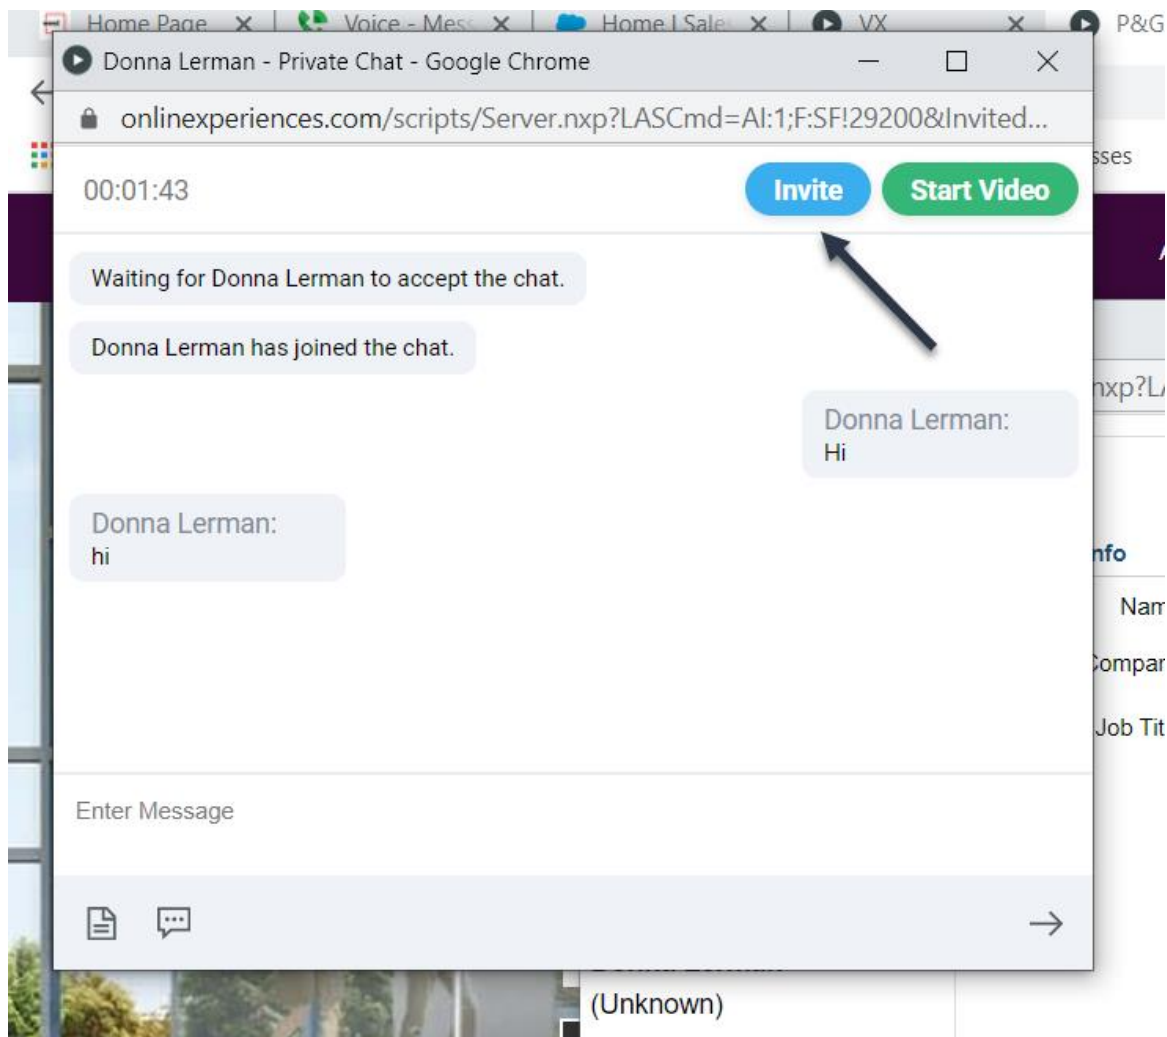 Home Page
Voice - Mess
Home | Sale
VX
P&G
Donna Lerman - Private Chat - Google Chrome
onlinexperiences.com/scripts/Server.nxp?LASCmd=AI:1;F:SF!29200&Invited...
sses
00:01:43
Invite
Start Video
Waiting for Donna Lerman to accept the chat.
Donna Lerman has joined the chat.
nxp?LA
Donna Lerman:
Hi
Donna Lerman:
hi
nfo
Nam
Compar
Job Tit
Enter Message
(Unknown)